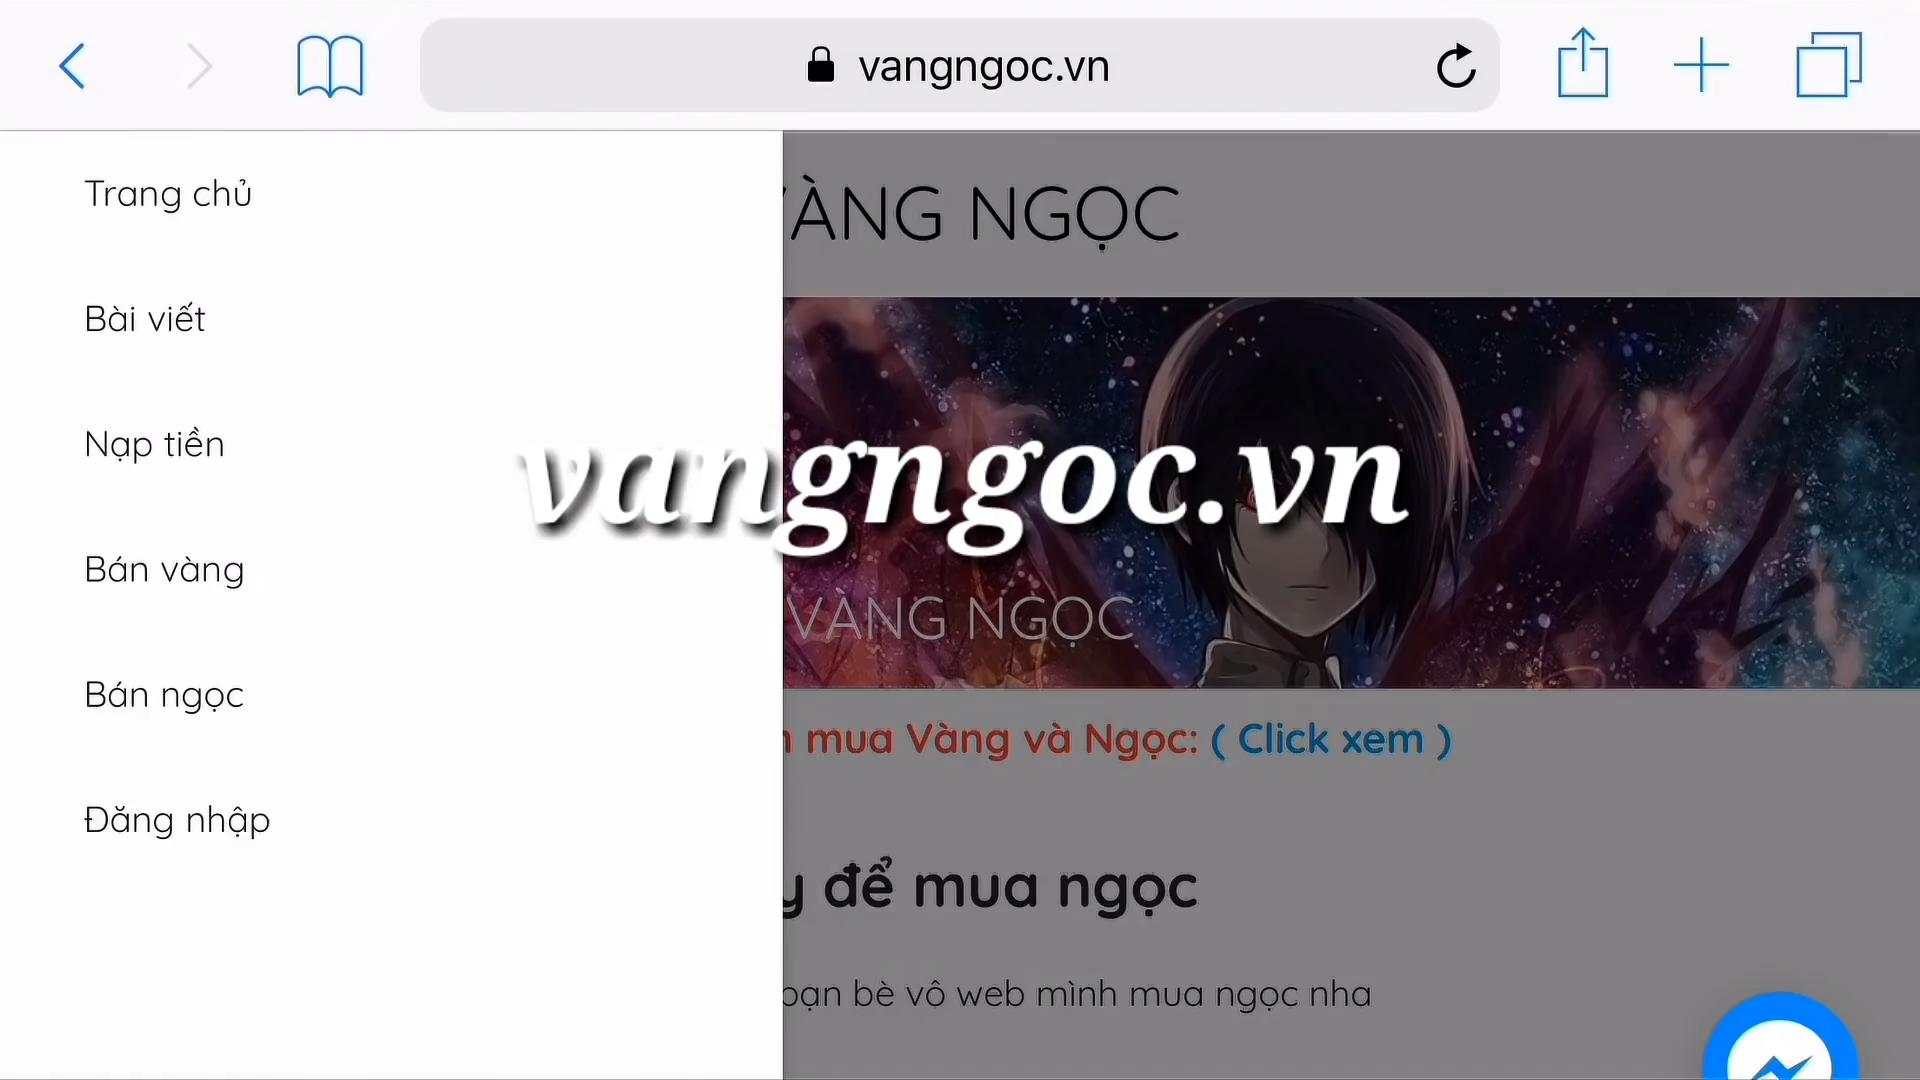 vangngoc.vn
Trang chủ
Bài viết
Nạp tiền
Bán vàng
Bán ngọc
Đăng nhập
VÀNG NGỌC
vangngoc.vn
VÀNG NGỌC
mua Vàng và Ngọc: ( Click xem )
để mua ngọc
bạn bè vô web mình mua ngọc nha